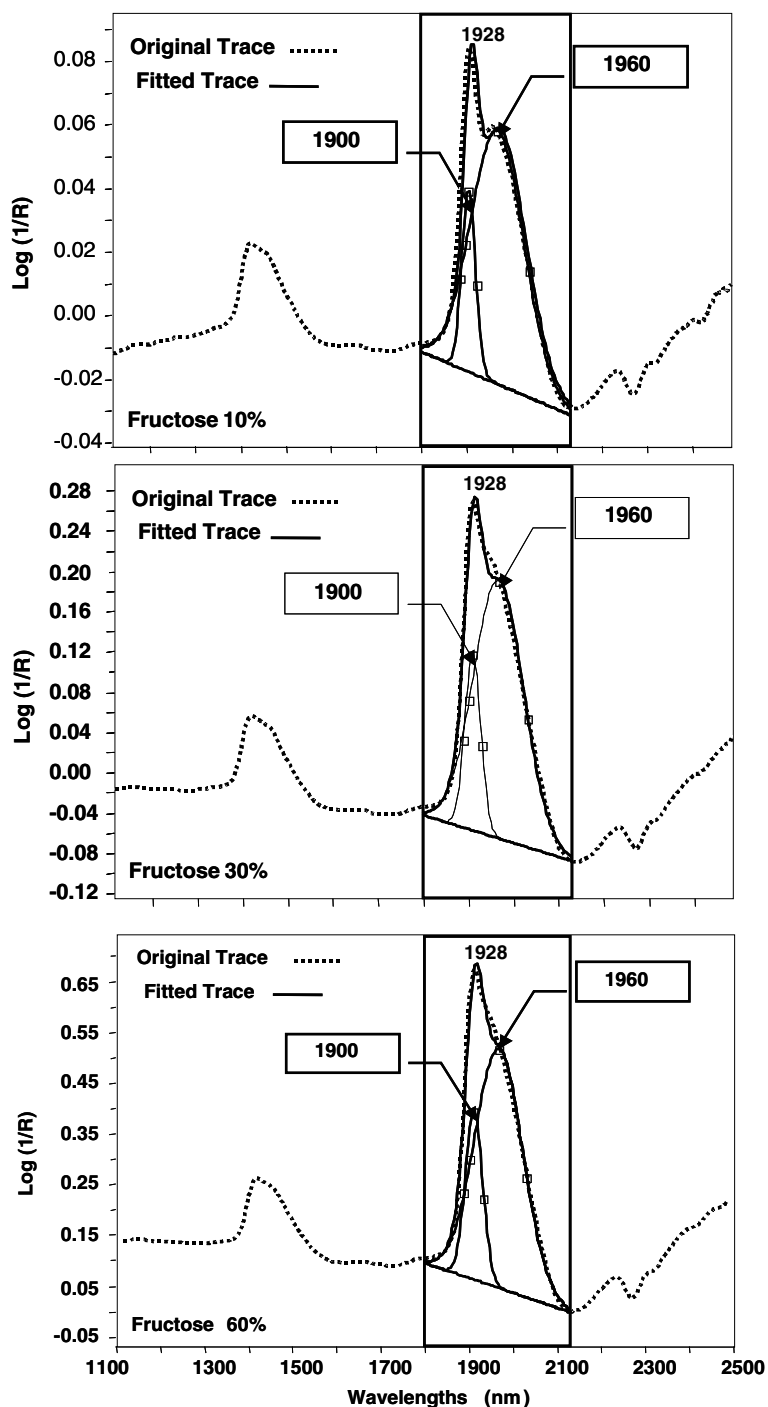 1928
Original Trace
0.08
Fitted Trace
1960
0.06
1900
0.04
Log (1/R)
0.02
0.00
-0.02
Fructose 10%
-0.04
1928
0.28
Original Trace
0.24
Fitted Trace
1960
0.20
1900
0.16
0.12
Log (1/R)
0.08
0.04
0.00
-0.04
-0.08
Fructose 30%
-0.12
1928
Original Trace
0.65
1960
Fitted Trace
0.55
1900
0.45
0.35
Log (1/R)
0.25
0.15
0.05
Fructose 60%
-0.05
1100 1300 1500 1700 1900 2100 2300 2500
Wavelengths (nm)